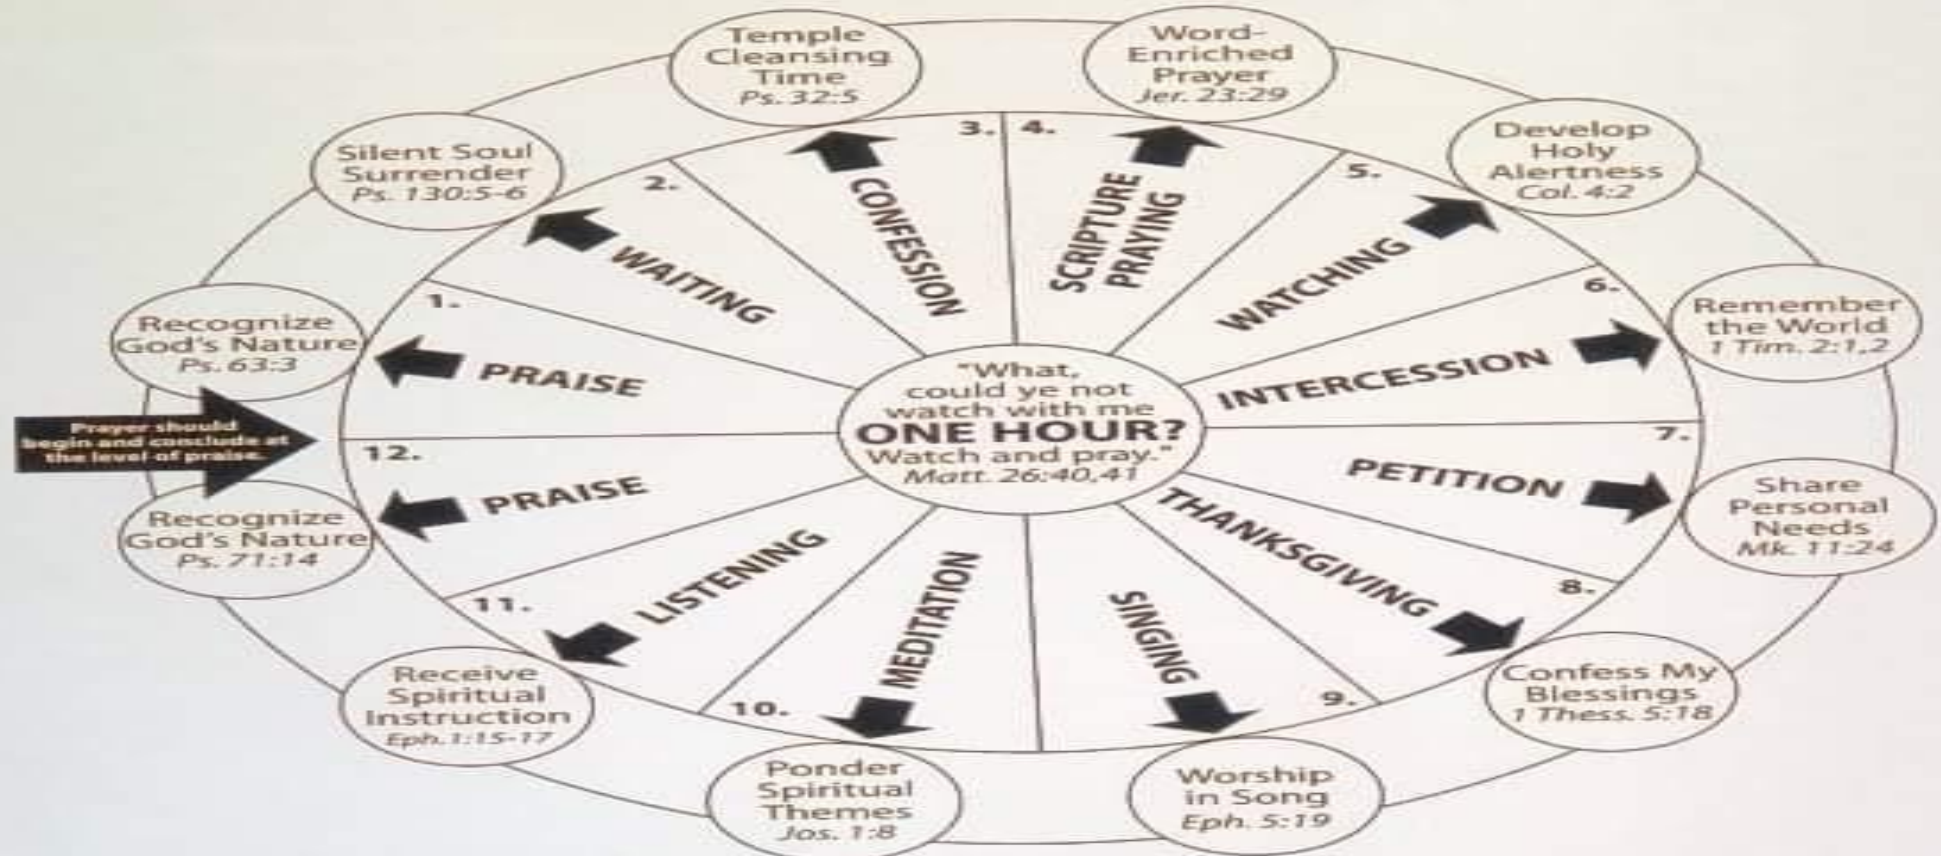 Prayer should
begin and conclude at
the level of praise.
"What,
could ye not
watch with me
ONE HOUR?
Watch and pray."
Matt. 26:40,41
1.
PRAISE
Recognize
God's Nature
Ps. 63:3
2.
WAITING
Silent Soul
Surrender
Ps. 130:5-6
3.
CONFESSION
Temple
Cleansing
Time
Ps. 32:5
4.
SCRIPTURE
PRAYING
Word-
Enriched
Prayer
Jer. 23:29
5.
WATCHING
Develop
Holy
Alertness
Col. 4:2
6.
INTERCESSION
Remember
the World
1 Tim. 2:1,2
7.
PETITION
Share
Personal
Needs
Mk. 11:24
8.
THANKSGIVING
Confess My
Blessings
1 Thess. 5:18
9.
SINGING
Worship
in Song
Eph. 5:19
10.
MEDITATION
Ponder
Spiritual
Themes
Jos. 1:8
11.
LISTENING
Receive
Spiritual
Instruction
Eph.1:15-17
12.
PRAISE
Recognize
God's Nature
Ps. 71:14